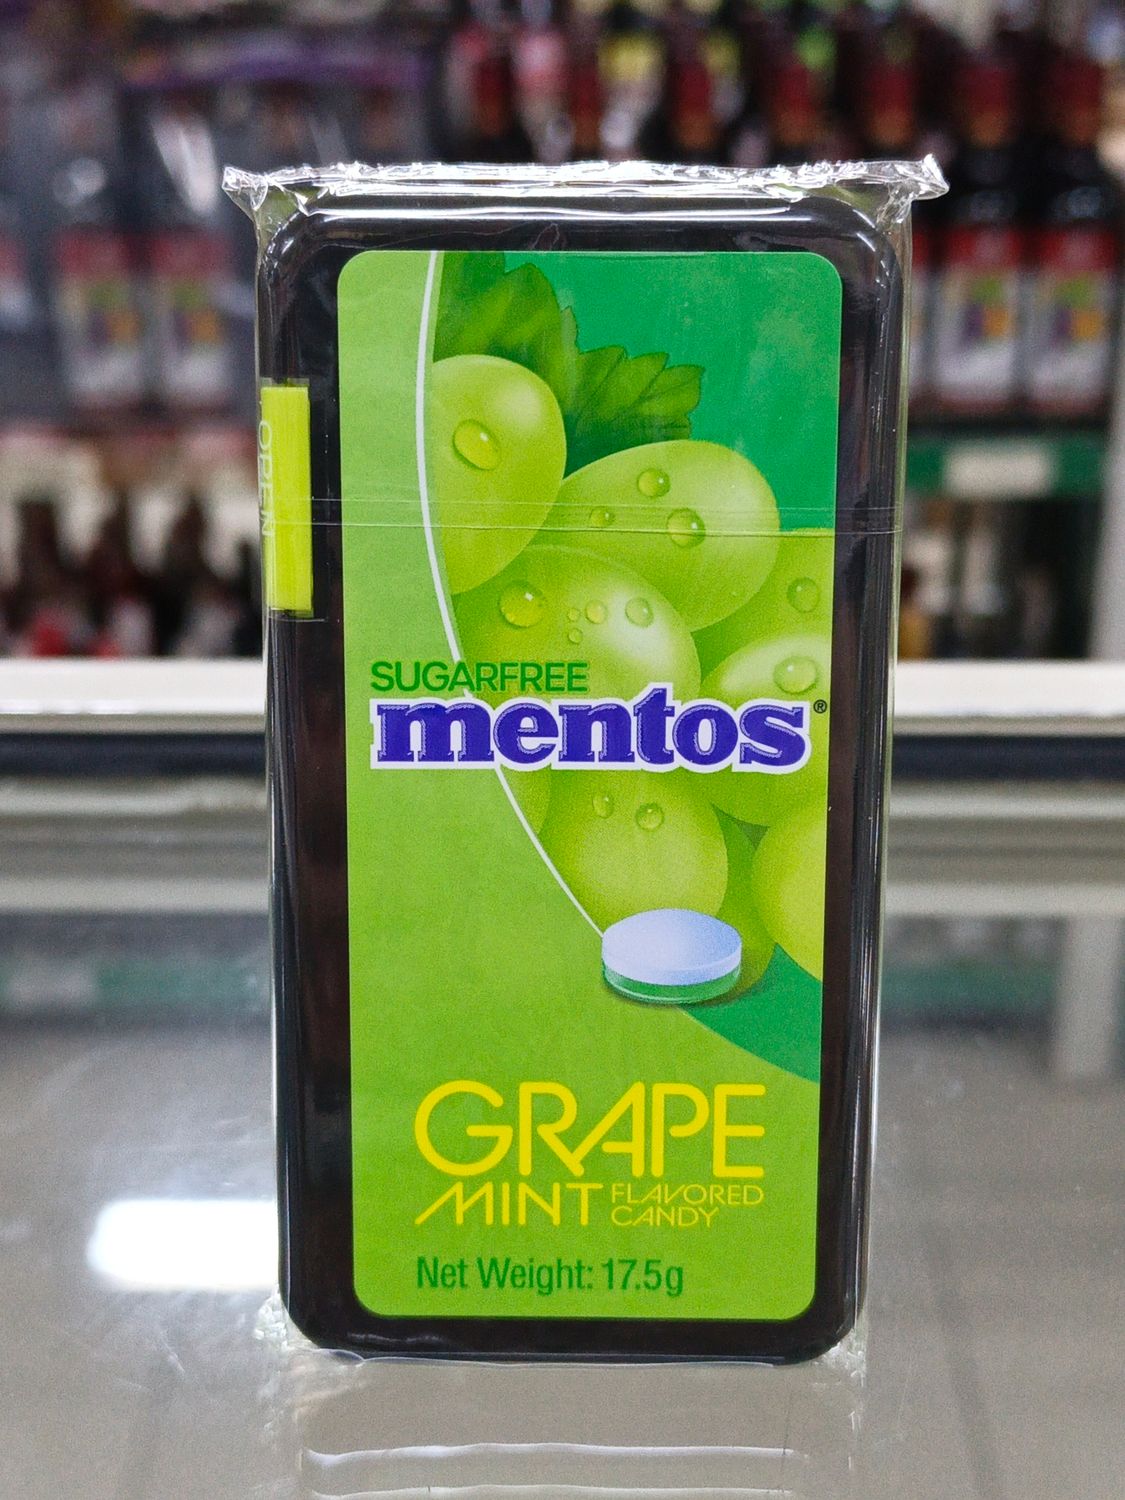 OPEN
SUGARFREE
mentos®
GRAPE
MINT FLAVORED
CANDY
Net Weight: 17.5g